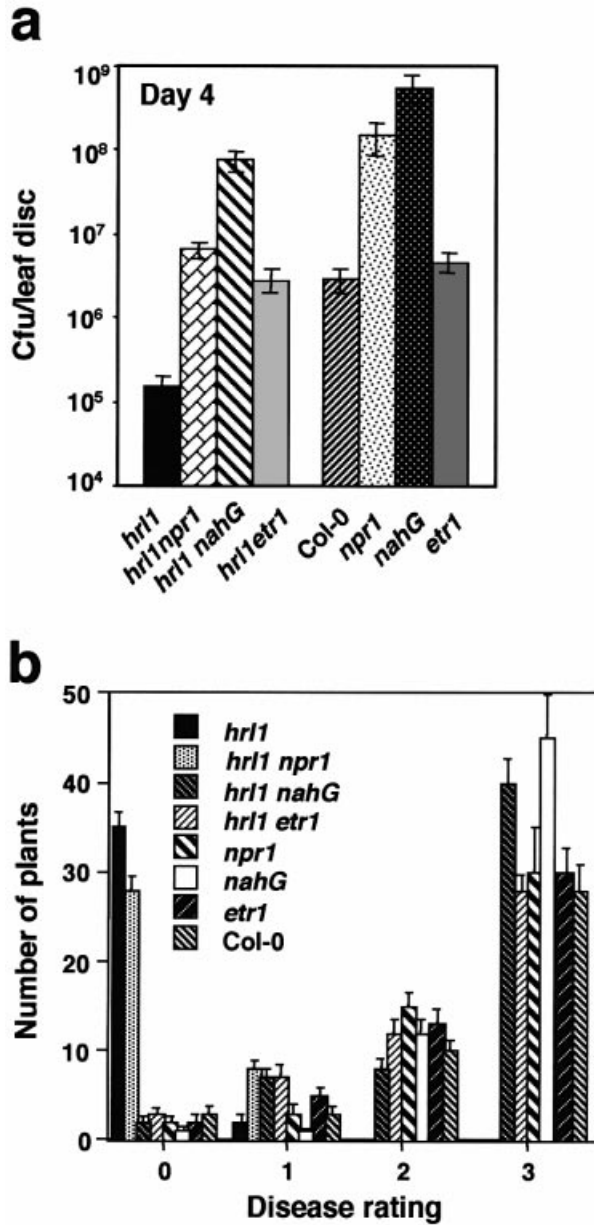 a
Day 4
Cfu/leaf disc
10⁹
10⁸
10⁷
10⁶
10⁵
10⁴
hrl1
hrl1npr1
hrl1 nahG
hrl1etr1
Col-0
npr1
nahG
etr1
b
Number of plants
50
40
30
20
10
0
hrl1
hrl1 npr1
hrl1 nahG
hrl1 etr1
npr1
nahG
etr1
Col-0
0 1 2 3
Disease rating